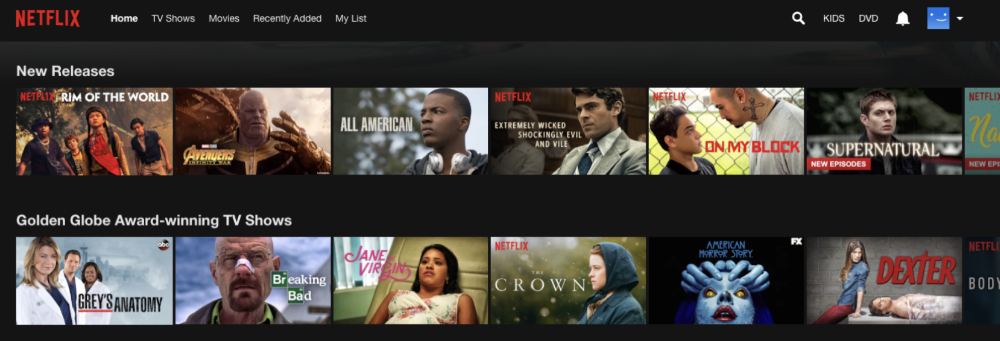 NETFLIX
Home TV Shows Movies Recently Added My List
KIDS DVD
New Releases
NETFLIX RIM OF THE WORLD
AVENGERS
INFINITY WAR
ALL AMERICAN
NETFLIX
EXTREMELY WICKED
SHOCKINGLY EVIL
AND VILE
NETFLIX
ON MY BLOCK
SUPERNATURAL
NEW EPISODES
NETFLIX
Na
NEW EPI
Golden Globe Award-winning TV Shows
abc
GREY'S ANATOMY
Breaking
Bad
JANE THE
VIRGIN
NETFLIX
THE
CROWN
AMERICAN
HORROR STORY
FX
DEXTER
NETFLI
BODY